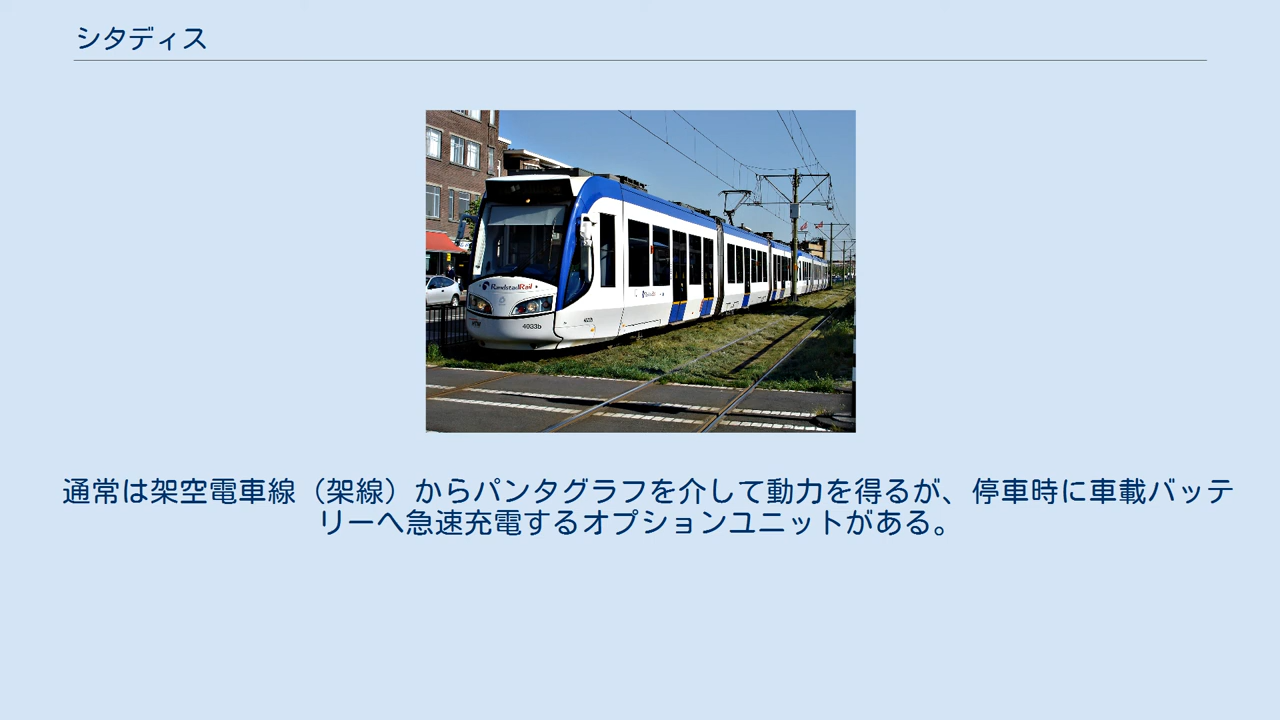 シタディス
RandstadRail
4033b
通常は架空電車線（架線）からパンタグラフを介して動力を得るが、停車時に車載バッテ
リーへ急速充電するオプションユニットがある。